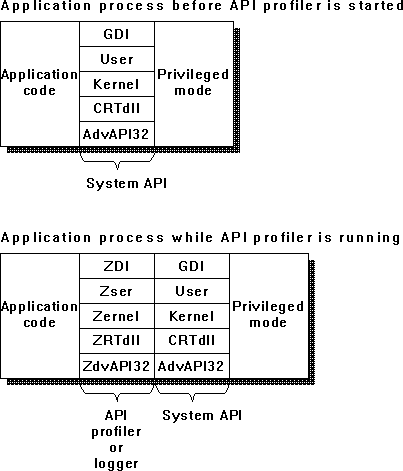 Application process before API profiler is started
Application code
GDI
User
Kernel
CRTdll
AdvAPI32
Privileged mode
System API
Application process while API profiler is running
Application code
ZDI
Zser
Zernel
ZRTdll
ZdvAPI32
GDI
User
Kernel
CRTdll
AdvAPI32
Privileged mode
API profiler or logger
System API